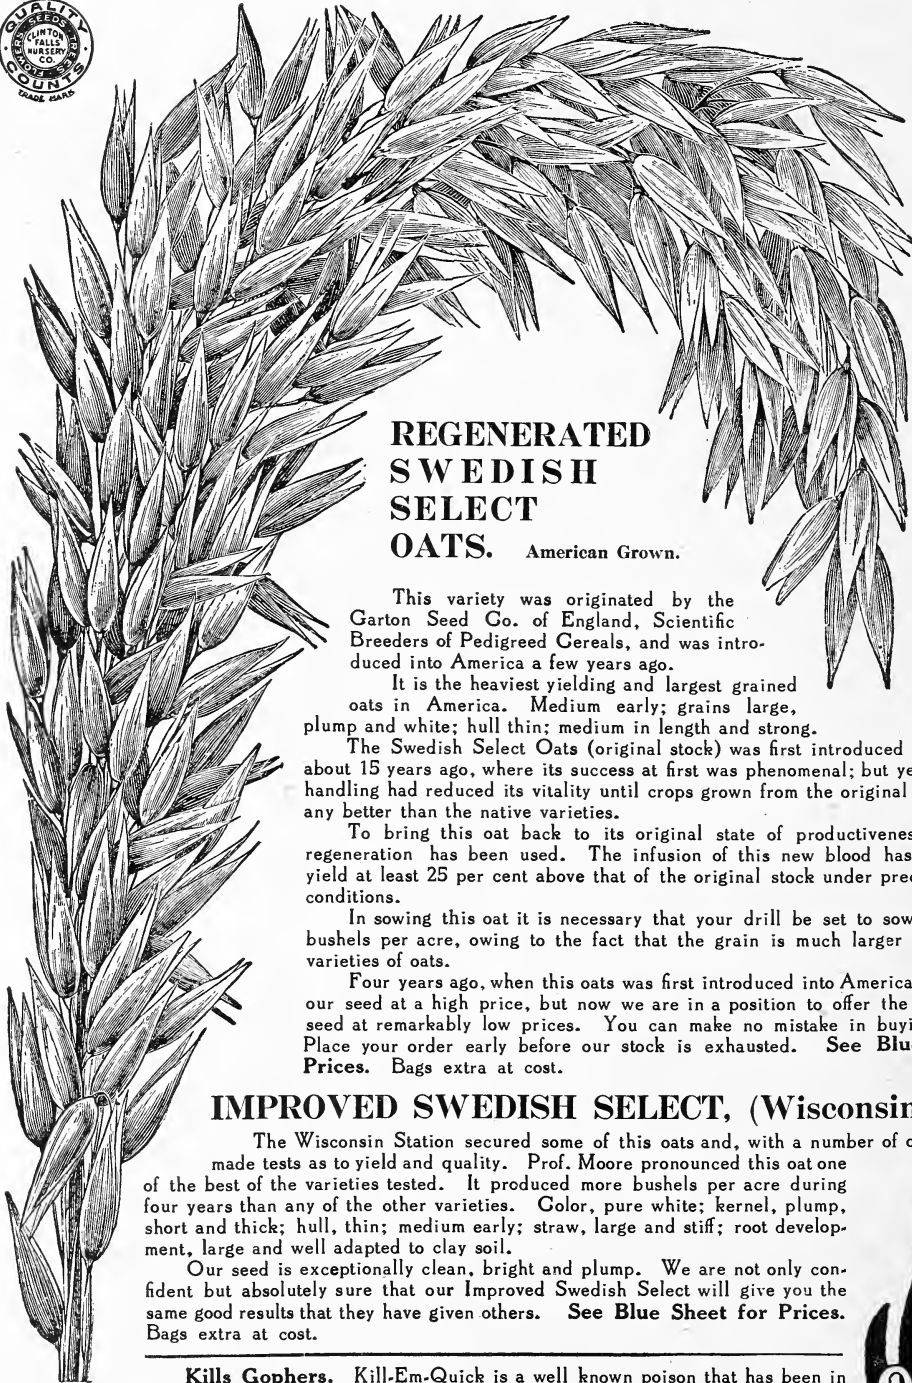 QUALITY
SEEDS TREES FLOWERS
CLINTON
FALLS
NURSERY
CO.
COUNTS
TRADE MARK
REGENERATED
SWEDISH
SELECT
OATS. American Grown.
This variety was originated by the
Garton Seed Co. of England, Scientific
Breeders of Pedigreed Cereals, and was intro-
duced into America a few years ago.
It is the heaviest yielding and largest grained
oats in America. Medium early; grains large,
plump and white; hull thin; medium in length and strong.
The Swedish Select Oats (original stock) was first introduced
about 15 years ago, where its success at first was phenomenal; but ye
handling had reduced its vitality until crops grown from the original
any better than the native varieties.
To bring this oat back to its original state of productivenes
regeneration has been used. The infusion of this new blood has
yield at least 25 per cent above that of the original stock under pre
conditions.
In sowing this oat it is necessary that your drill be set to sow
bushels per acre, owing to the fact that the grain is much larger
varieties of oats.
Four years ago, when this oats was first introduced into America
our seed at a high price, but now we are in a position to offer the
seed at remarkably low prices. You can make no mistake in buyi
Place your order early before our stock is exhausted. See Blu
Prices. Bags extra at cost.
IMPROVED SWEDISH SELECT, (Wisconsin
The Wisconsin Station secured some of this oats and, with a number of o
made tests as to yield and quality. Prof. Moore pronounced this oat one
of the best of the varieties tested. It produced more bushels per acre during
four years than any of the other varieties. Color, pure white; kernel, plump,
short and thick; hull, thin; medium early; straw, large and stiff; root develop-
ment, large and well adapted to clay soil.
Our seed is exceptionally clean, bright and plump. We are not only con-
fident but absolutely sure that our Improved Swedish Select will give you the
same good results that they have given others. See Blue Sheet for Prices.
Bags extra at cost.
Kills Gophers. Kill-Em-Quick is a well known poison that has been in